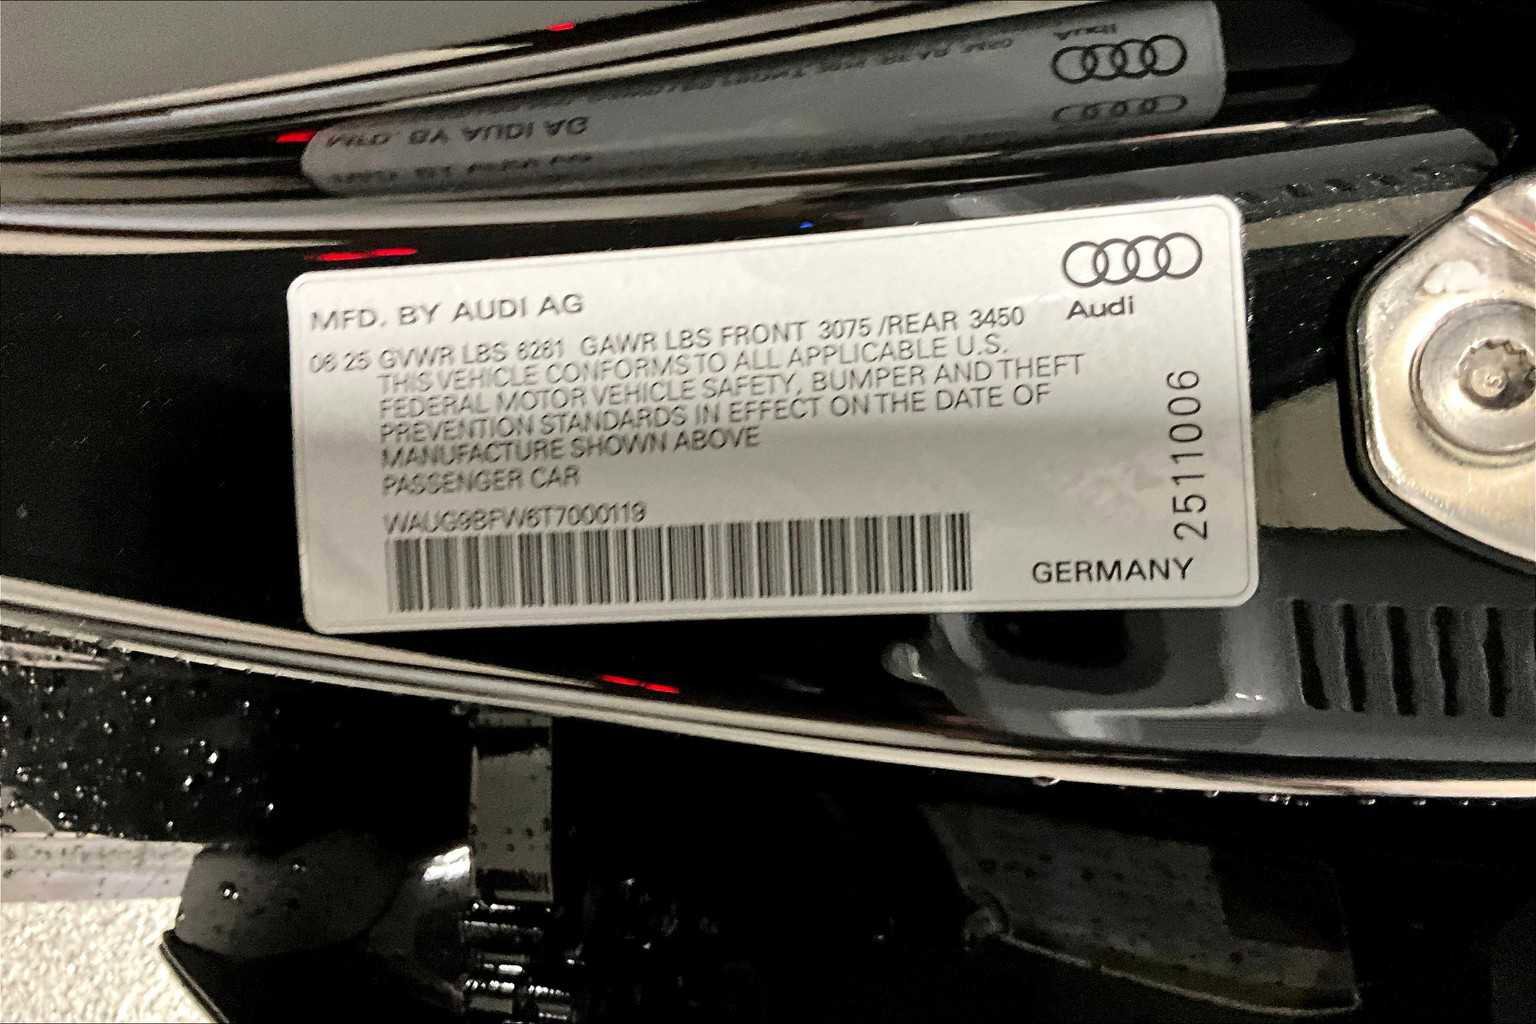 MFD. BY AUDI AG
Audi
06 25 GVWR LBS 6261 GAWR LBS FRONT 3075 /REAR 3450
THIS VEHICLE CONFORMS TO ALL APPLICABLE U.S.
FEDERAL MOTOR VEHICLE SAFETY, BUMPER AND THEFT
PREVENTION STANDARDS IN EFFECT ON THE DATE OF
MANUFACTURE SHOWN ABOVE
PASSENGER CAR
WAUG9BFW6T7000119
2511006
GERMANY